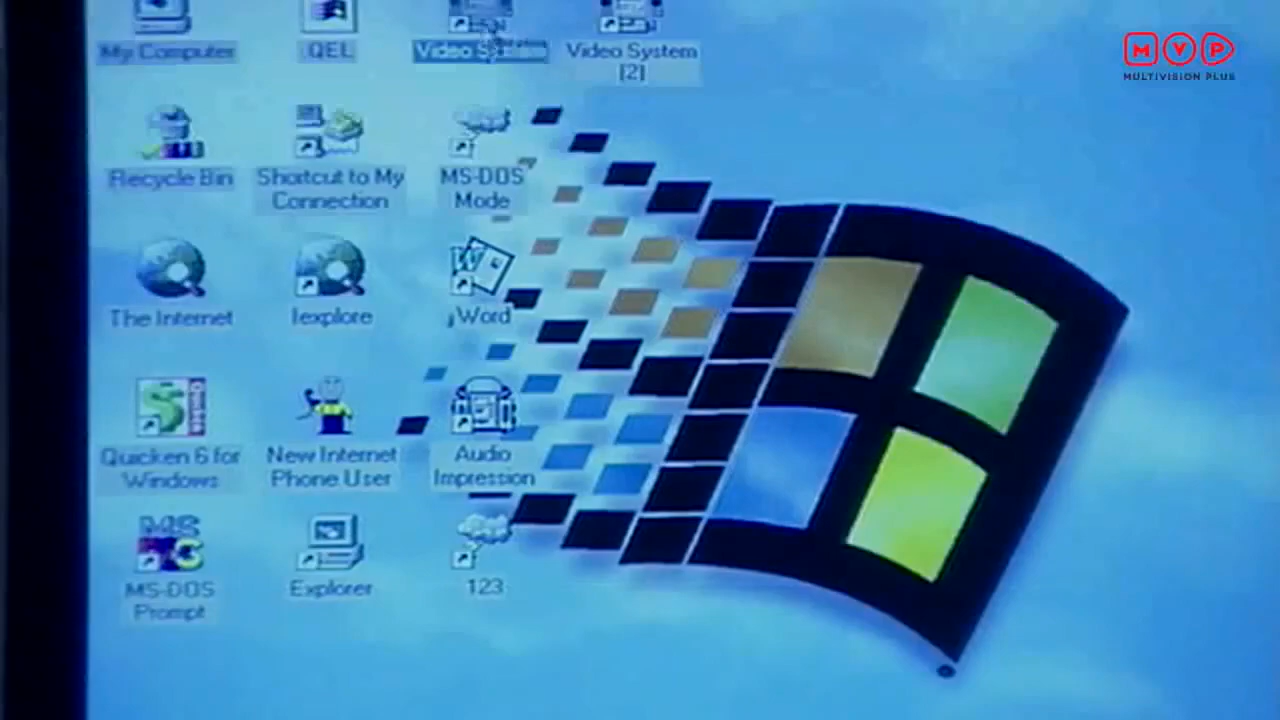 MYP
MULTIVISION PLUS
My Computer
QEL
Video System
Video System
[2]
Recycle Bin
Shortcut to My
Connection
MS-DOS
Mode
The Internet
Iexplore
Word
Quicken 6 for
Windows
New Internet
Phone User
Audio
Impression
MS-DOS
Prompt
Explorer
123